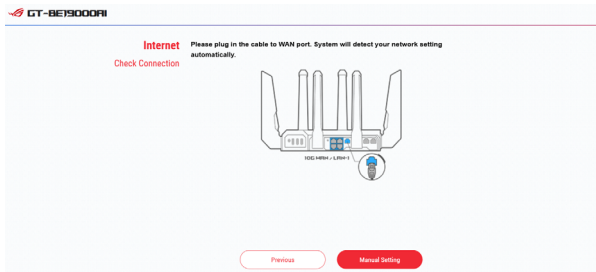 GT-BE19000AI
Internet
Check Connection
Please plug in the cable to WAN port. System will detect your network setting
automatically.
10G WAN / LAN-1
Previous
Manual Setting